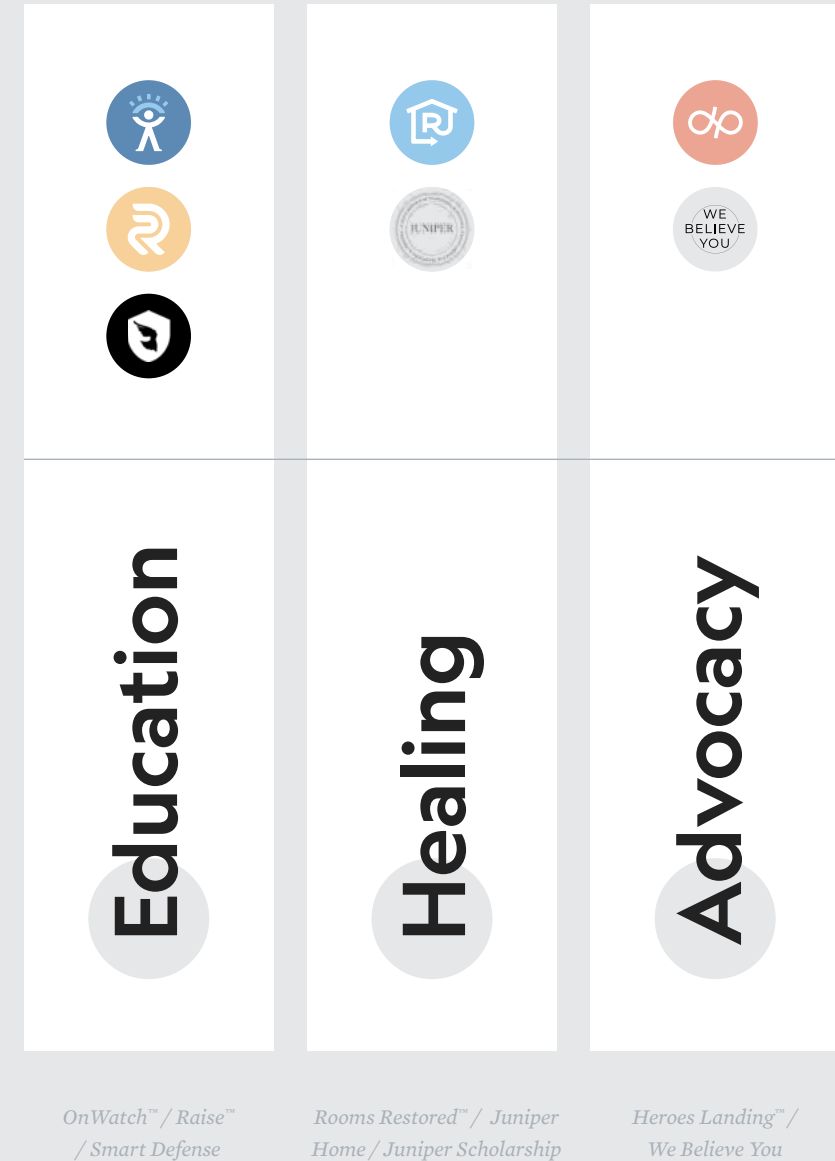 JUNIPER
WE
BELIEVE
YOU
Education
Healing
Advocacy
OnWatch™ / Raise™
/ Smart Defense
Rooms Restored™ / Juniper
Home / Juniper Scholarship
Heroes Landing™ /
We Believe You